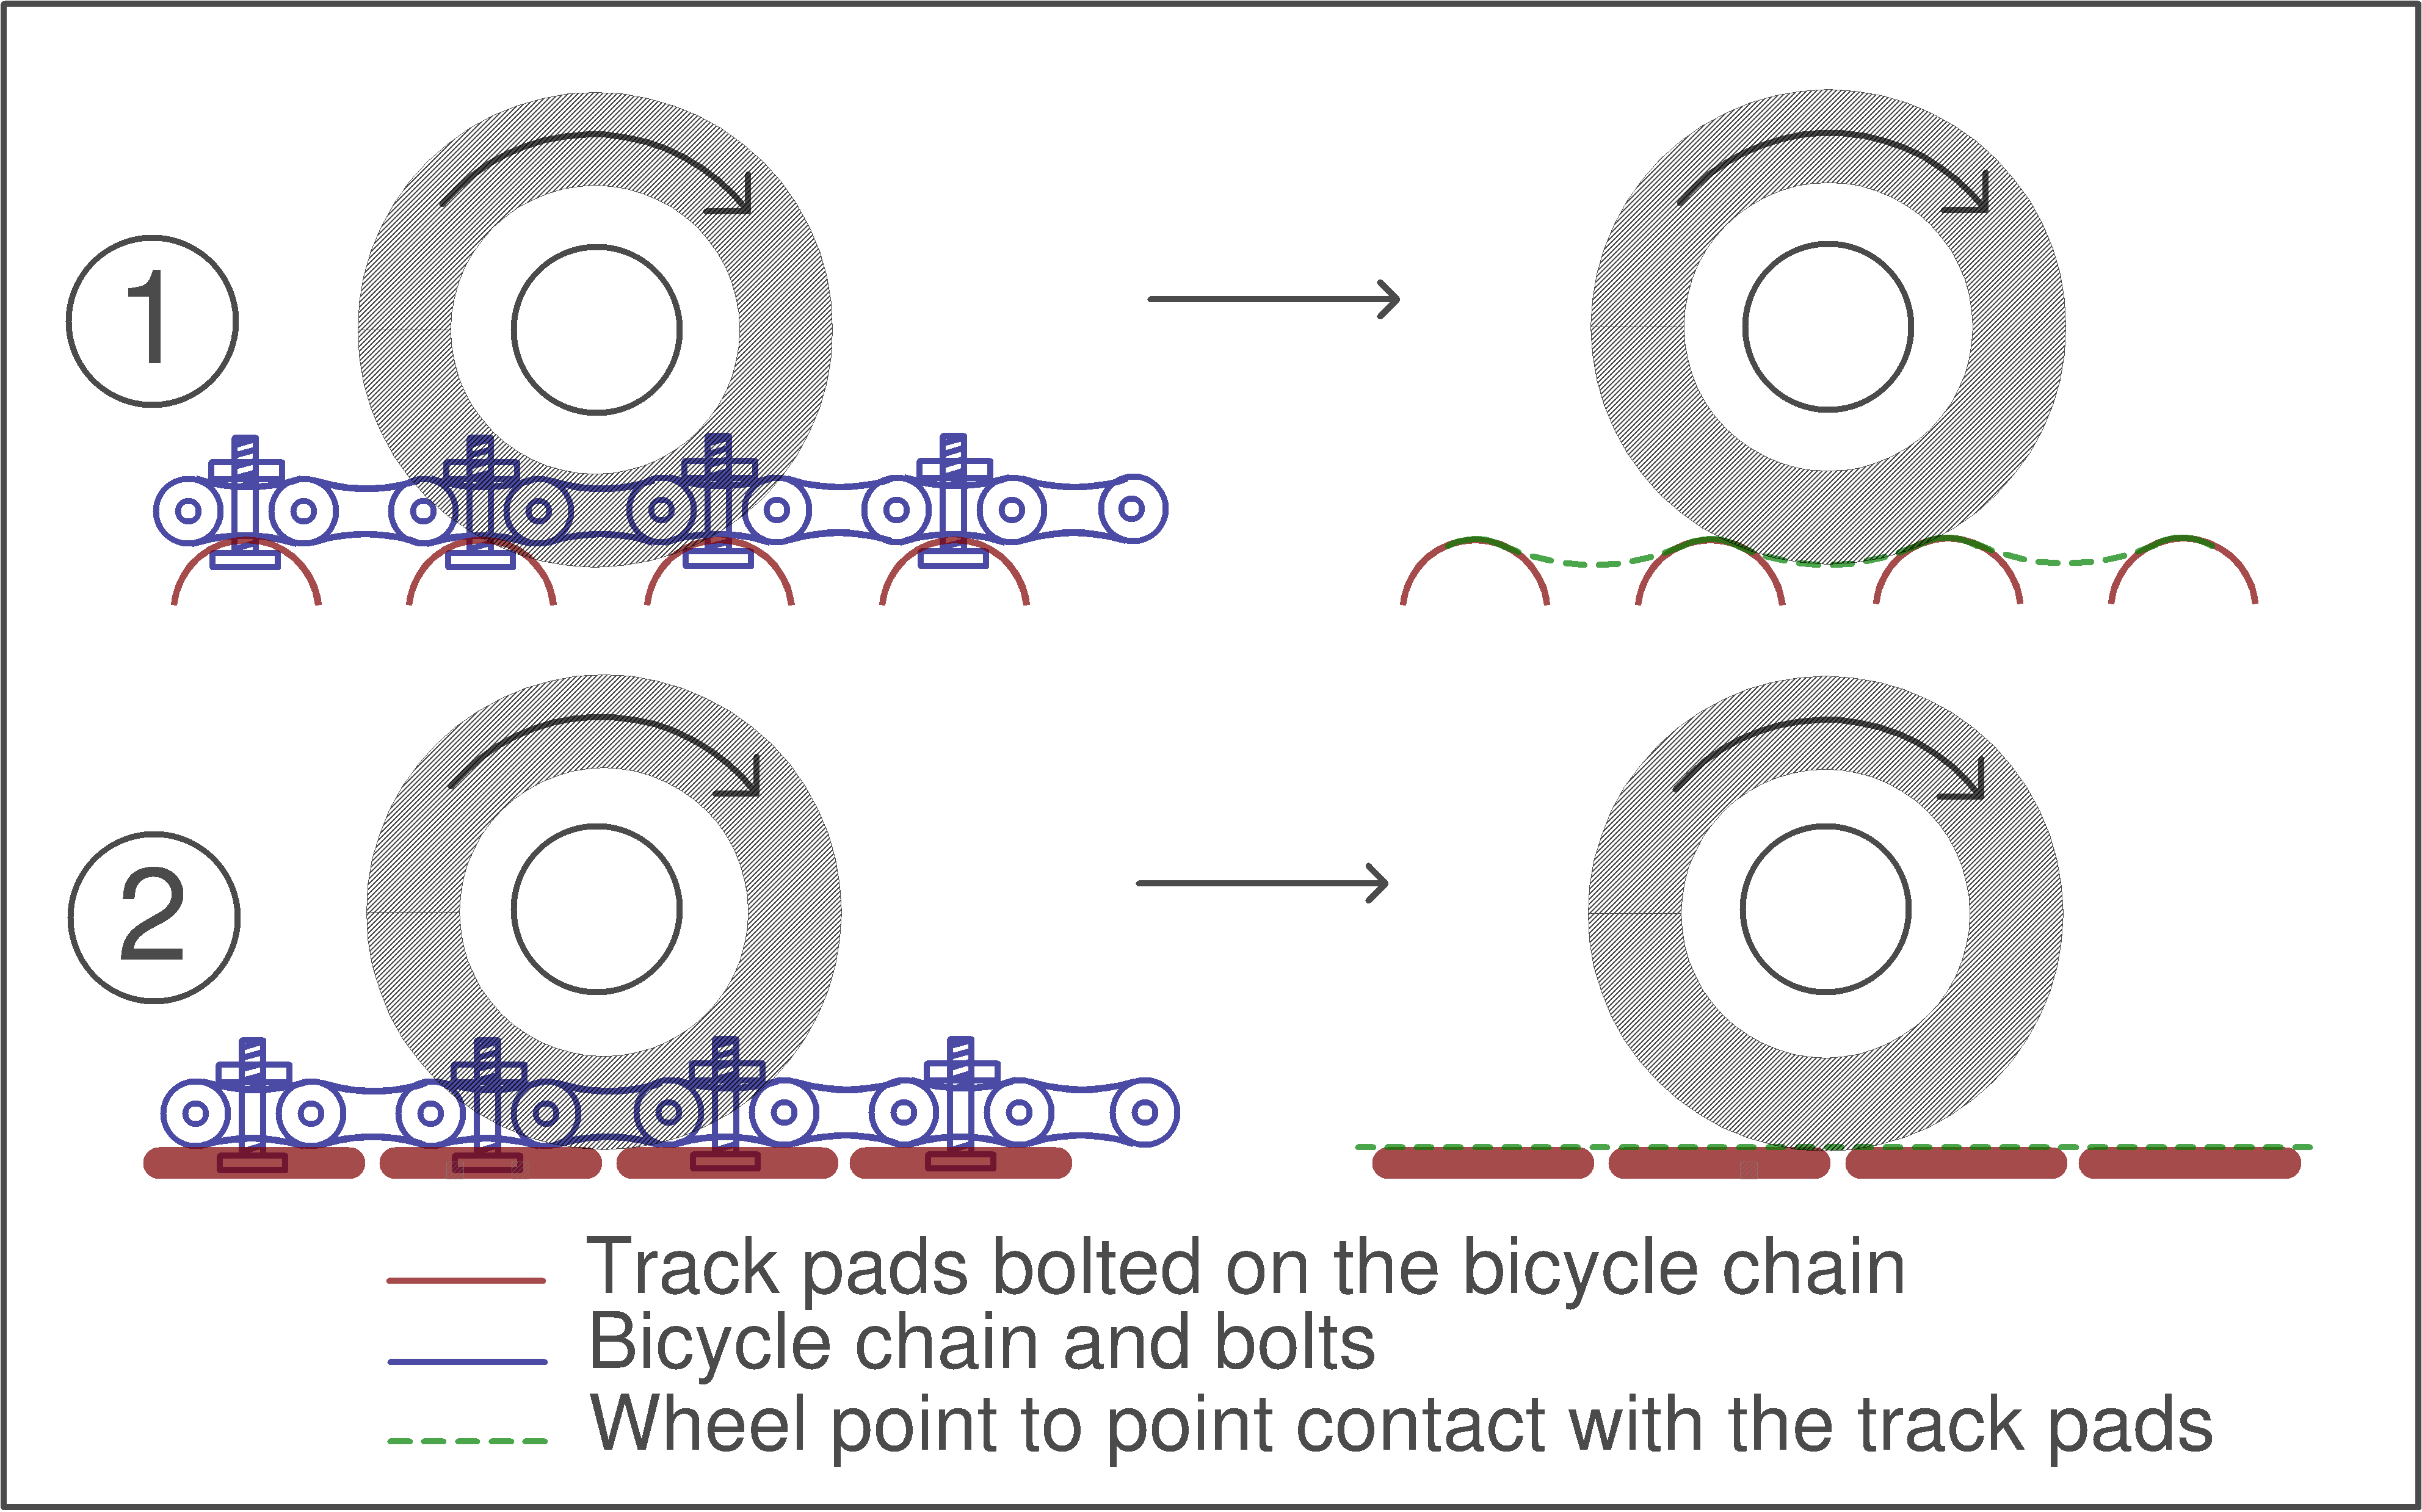 1
2
Track pads bolted on the bicycle chain
Bicycle chain and bolts
Wheel point to point contact with the track pads